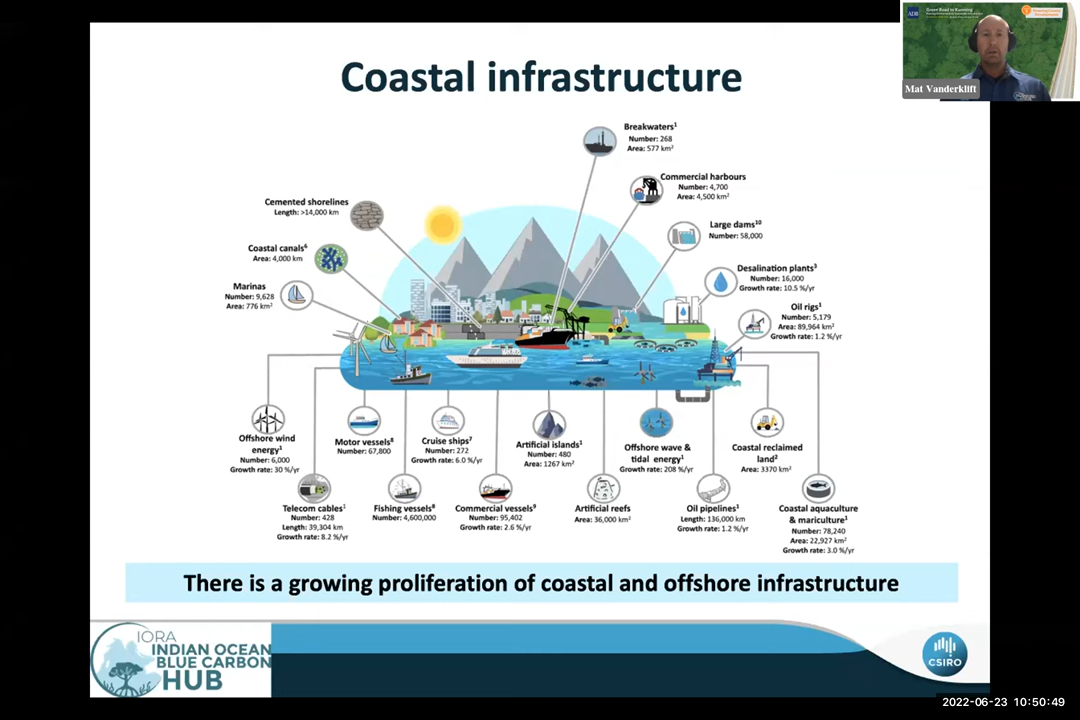 ADB
Green Road to Kunming
Mat Vanderklift
Coastal infrastructure
Breakwaters¹
Number: 268
Area: 577 km²
Commercial harbours
Number: 4,700
Area: 4,500 km²
Cemented shorelines
Length: >14,000 km
Large dams¹⁰
Number: 58,000
Coastal canals⁶
Area: 4,000 km
Desalination plants³
Number: 16,000
Growth rate: 10.5 %/yr
Marinas
Number: 9,628
Area: 776 km²
Oil rigs¹
Number: 5,179
Area: 89,964 km²
Growth rate: 1.2 %/yr
Offshore wind
energy¹
Number: 6,000
Growth rate: 30 %/yr
Motor vessels⁸
Number: 67,800
Cruise ships⁷
Number: 272
Growth rate: 6.0 %/yr
Artificial islands¹
Number: 480
Area: 1267 km²
Offshore wave &
tidal energy¹
Growth rate: 208 %/yr
Coastal reclaimed
land²
Area: 3370 km²
Telecom cables¹
Number: 428
Length: 39,304 km
Growth rate: 8.2 %/yr
Fishing vessels⁸
Number: 4,600,000
Commercial vessels⁹
Number: 95,402
Growth rate: 2.6 %/yr
Artificial reefs
Area: 36,000 km²
Oil pipelines¹
Length: 136,000 km
Growth rate: 1.2 %/yr
Coastal aquaculture
& mariculture¹
Number: 78,240
Area: 22,927 km²
Growth rate: 3.0 %/yr
There is a growing proliferation of coastal and offshore infrastructure
IORA
INDIAN OCEAN
BLUE CARBON
HUB
CSIRO
2022-06-23 10:50:49